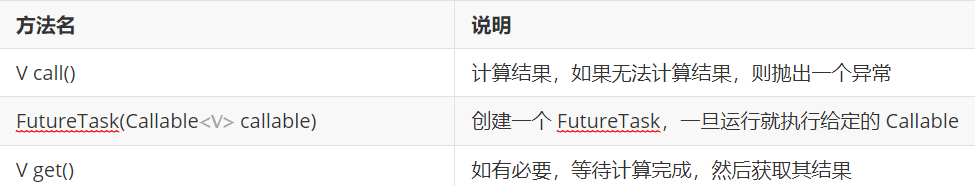 方法名 说明
V call() 计算结果，如果无法计算结果，则抛出一个异常
FutureTask(Callable<V> callable) 创建一个 FutureTask，一旦运行就执行给定的 Callable
V get() 如有必要，等待计算完成，然后获取其结果